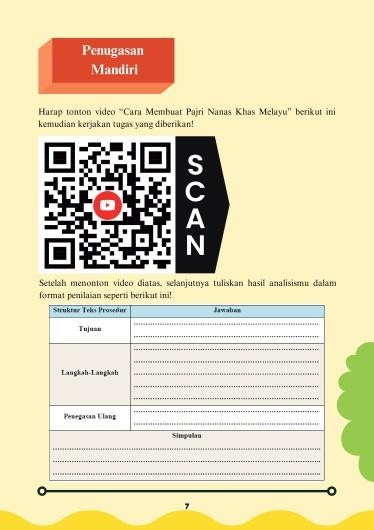 Penugasan
Mandiri
Harap tonton video “Cara Membuat Pajri Nanas Khas Melayu” berikut ini
kemudian kerjakan tugas yang diberikan!
SCAN
Setelah menonton video diatas, selanjutnya tuliskan hasil analisismu dalam
format penilaian seperti berikut ini!
Struktur Teks Prosedur Jawaban
Tujuan
Langkah-Langkah
Penegasan Ulang
Simpulan
7